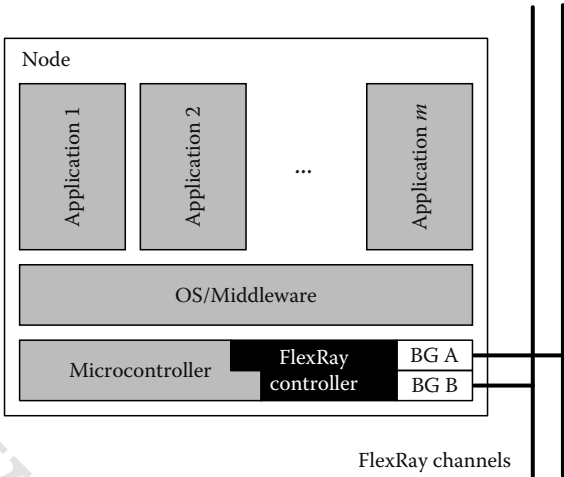 Node
Application 1
Application 2
...
Application m
OS/Middleware
Microcontroller
FlexRay
controller
BG A
BG B
FlexRay channels